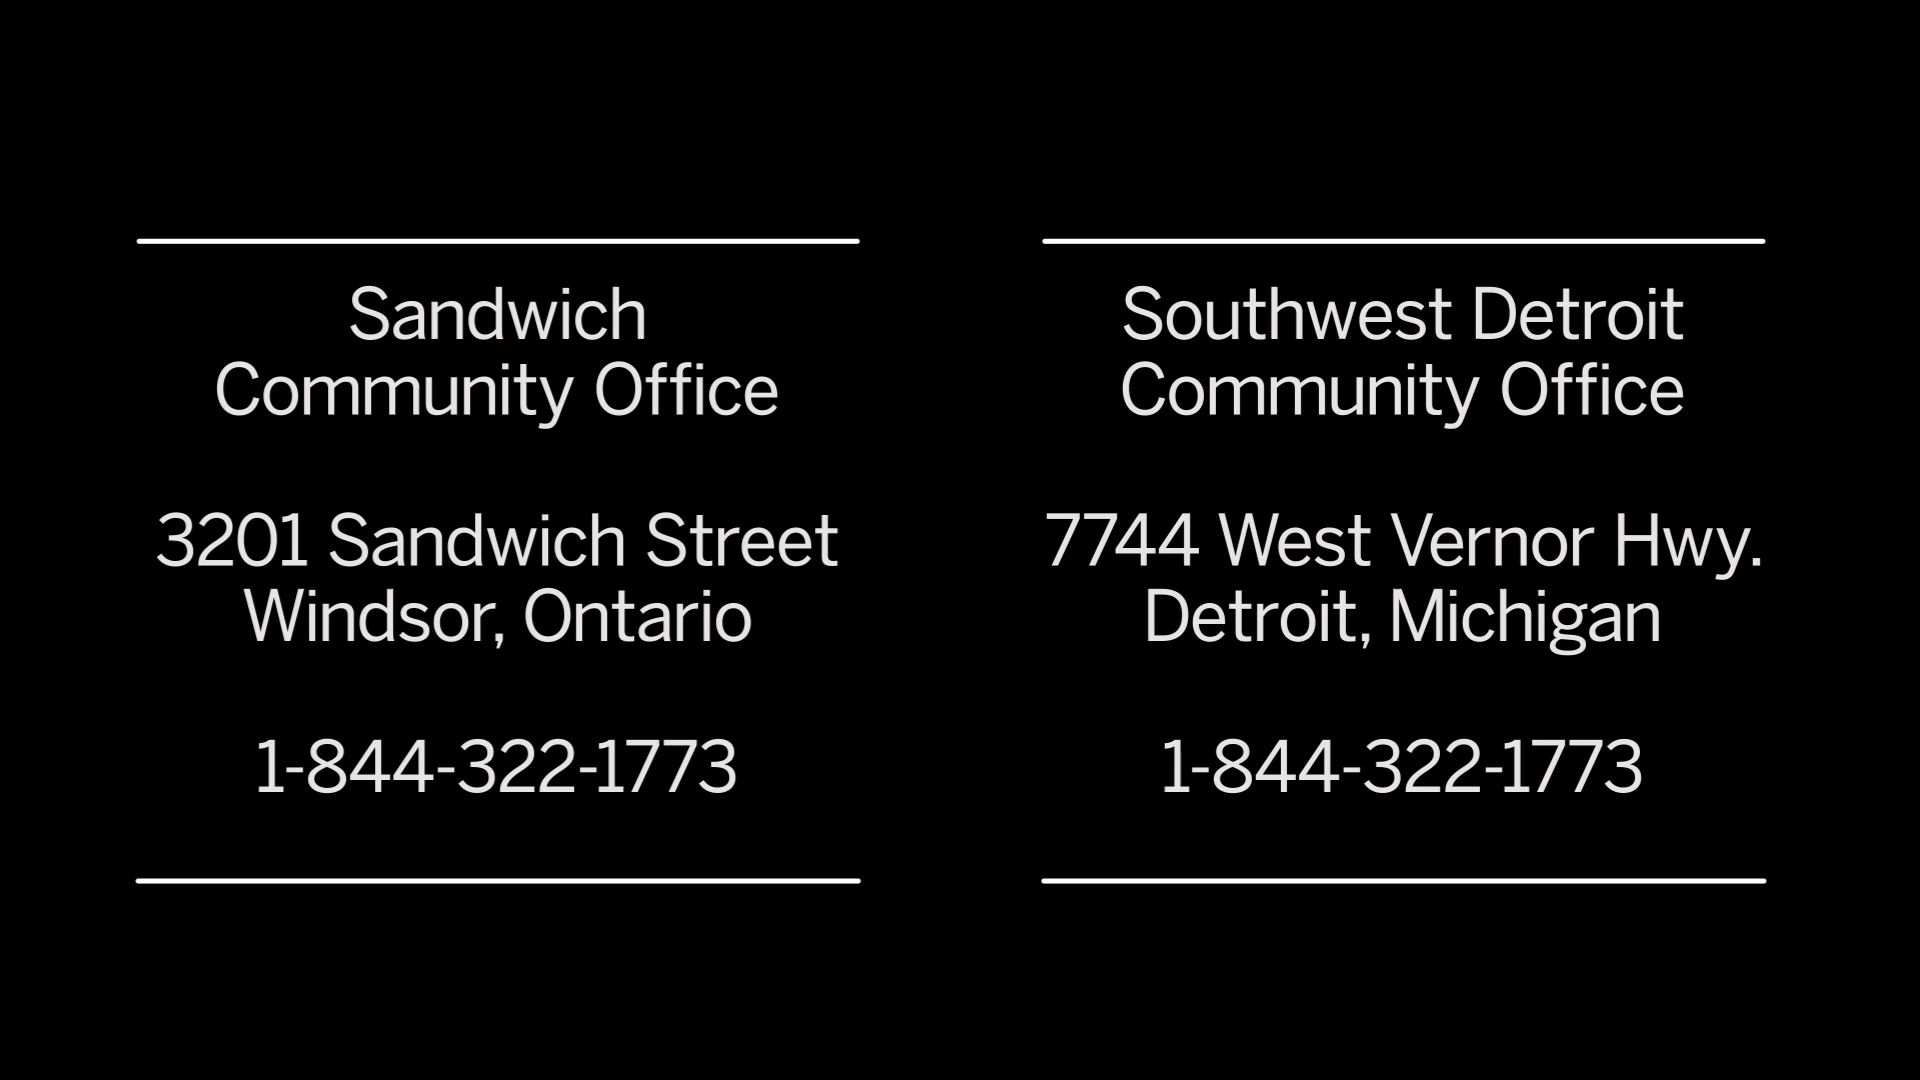 Sandwich
Community Office
3201 Sandwich Street
Windsor, Ontario
1-844-322-1773
Southwest Detroit
Community Office
7744 West Vernor Hwy.
Detroit, Michigan
1-844-322-1773